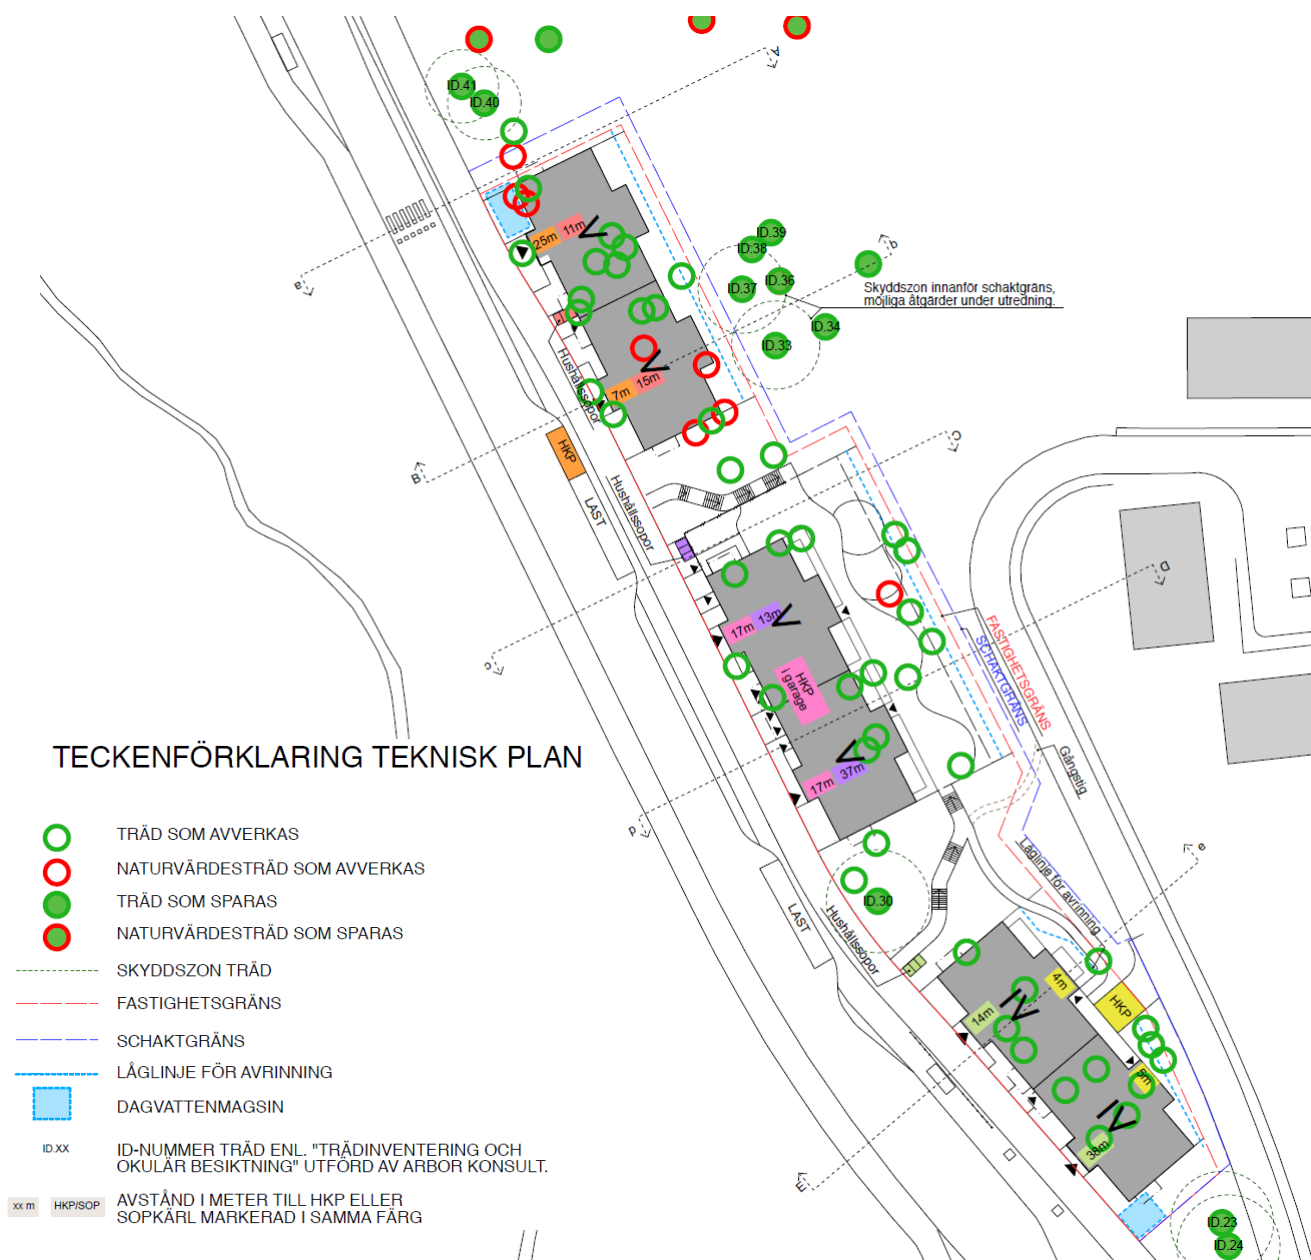 A
ID.41
ID.40
ID.39
ID.38
ID.36
ID.37
ID.34
ID.33
b
Skyddszon innanför schaktgräns,
möjliga åtgärder under utredning.
a
25m
11m
V
V
7m
15m
Hushållssopor
HKP
B
LAST
Hushållssopor
C
c
D
FASTIGHETSGRÄNS
SCHAKTGRÄNS
17m
13m
V
HKP
i garage
V
17m
37m
Gångstig
Låglinje för avrinning
e
ID.30
LAST
Hushållssopor
4m
HKP
14m
IV
5m
IV
38m
E
ID.23
ID.24
TECKENFÖRKLARING TEKNISK PLAN
TRÄD SOM AVVERKAS
NATURVÄRDESTRÄD SOM AVVERKAS
TRÄD SOM SPARAS
NATURVÄRDESTRÄD SOM SPARAS
SKYDDSZON TRÄD
FASTIGHETSGRÄNS
SCHAKTGRÄNS
LÅGLINJE FÖR AVRINNING
DAGVATTENMAGSIN
ID.XX
ID-NUMMER TRÄD ENL. "TRÄDINVENTERING OCH
OKULÄR BESIKTNING" UTFÖRD AV ARBOR KONSULT.
xx m
HKP/SOP
AVSTÅND I METER TILL HKP ELLER
SOPKÄRL MARKERAD I SAMMA FÄRG